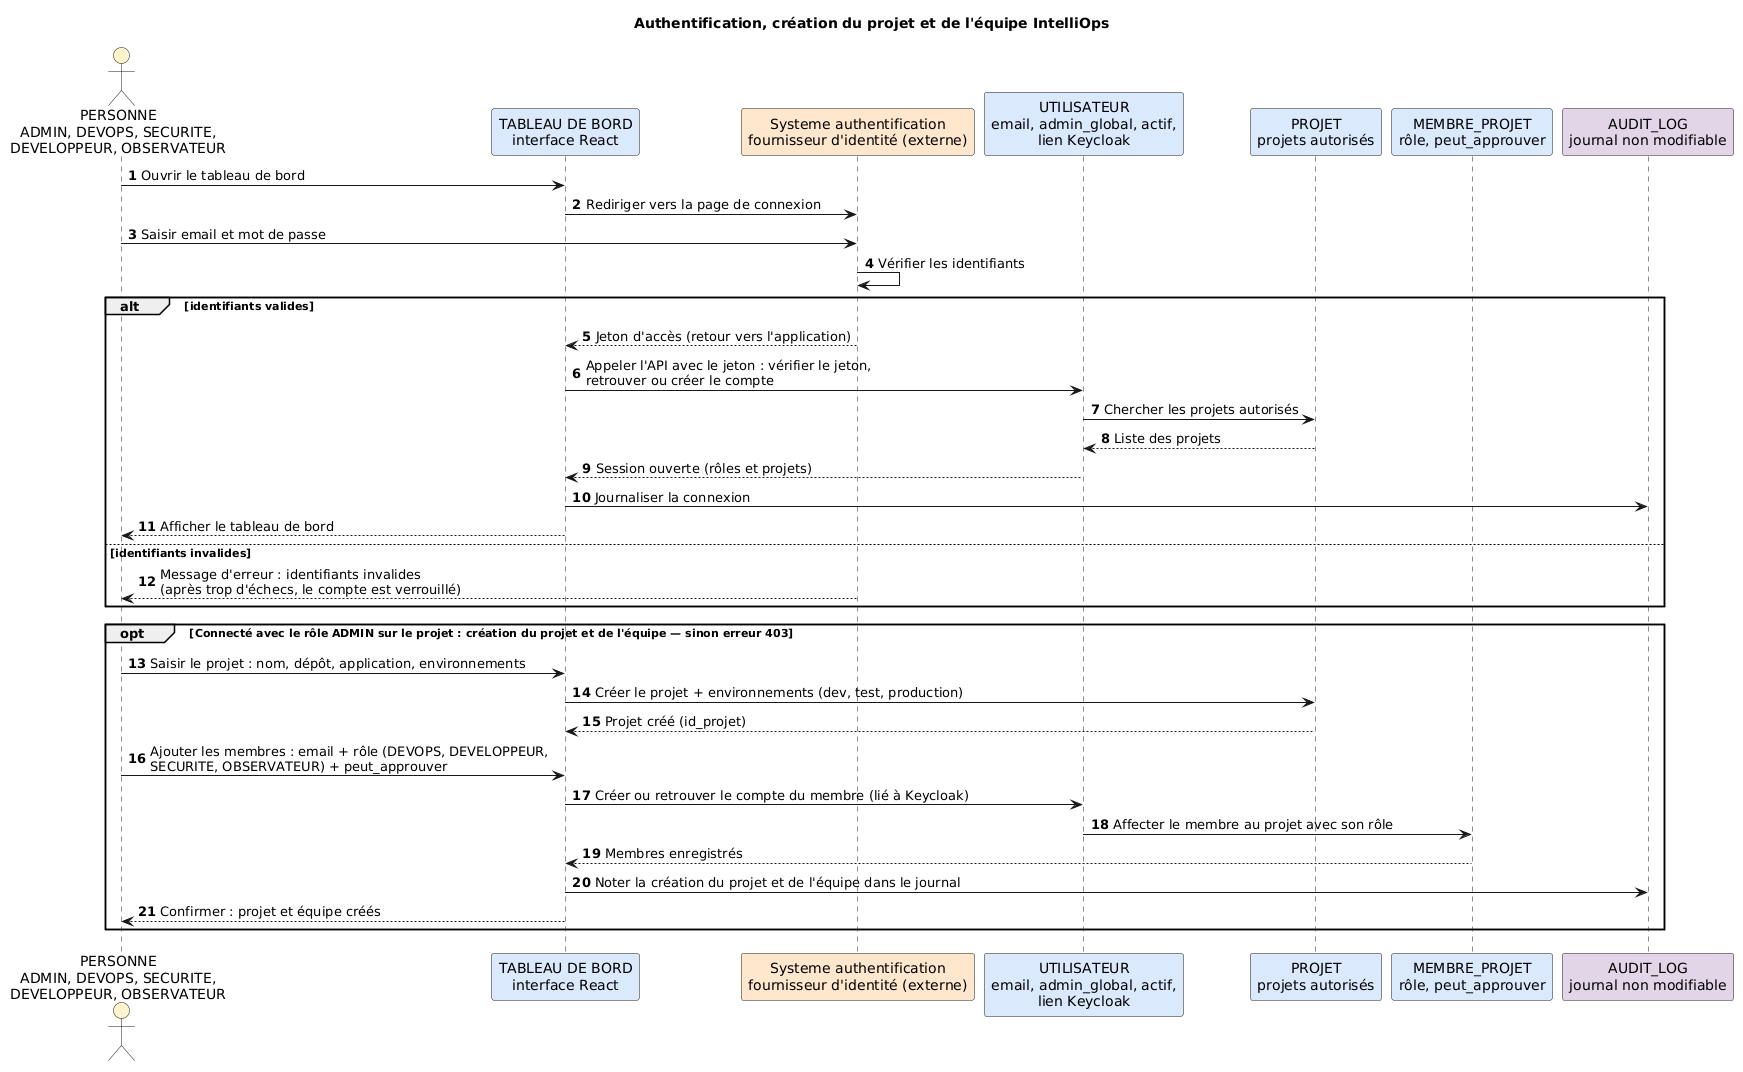 Authentification, création du projet et de l'équipe IntelliOps
PERSONNE
ADMIN, DEVOPS, SECURITE,
DEVELOPPEUR, OBSERVATEUR
TABLEAU DE BORD
interface React
Systeme authentification
fournisseur d'identité (externe)
UTILISATEUR
email, admin_global, actif,
lien Keycloak
PROJET
projets autorisés
MEMBRE_PROJET
rôle, peut_approuver
AUDIT_LOG
journal non modifiable
1 Ouvrir le tableau de bord
2 Rediriger vers la page de connexion
3 Saisir email et mot de passe
4 Vérifier les identifiants
alt [identifiants valides]
5 Jeton d'accès (retour vers l'application)
6 Appeler l'API avec le jeton : vérifier le jeton,
retrouver ou créer le compte
7 Chercher les projets autorisés
8 Liste des projets
9 Session ouverte (rôles et projets)
10 Journaliser la connexion
11 Afficher le tableau de bord
[identifiants invalides]
12 Message d'erreur : identifiants invalides
(après trop d'échecs, le compte est verrouillé)
opt [Connecté avec le rôle ADMIN sur le projet : création du projet et de l'équipe — sinon erreur 403]
13 Saisir le projet : nom, dépôt, application, environnements
14 Créer le projet + environnements (dev, test, production)
15 Projet créé (id_projet)
16 Ajouter les membres : email + rôle (DEVOPS, DEVELOPPEUR,
SECURITE, OBSERVATEUR) + peut_approuver
17 Créer ou retrouver le compte du membre (lié à Keycloak)
18 Affecter le membre au projet avec son rôle
19 Membres enregistrés
20 Noter la création du projet et de l'équipe dans le journal
21 Confirmer : projet et équipe créés
PERSONNE
ADMIN, DEVOPS, SECURITE,
DEVELOPPEUR, OBSERVATEUR
TABLEAU DE BORD
interface React
Systeme authentification
fournisseur d'identité (externe)
UTILISATEUR
email, admin_global, actif,
lien Keycloak
PROJET
projets autorisés
MEMBRE_PROJET
rôle, peut_approuver
AUDIT_LOG
journal non modifiable